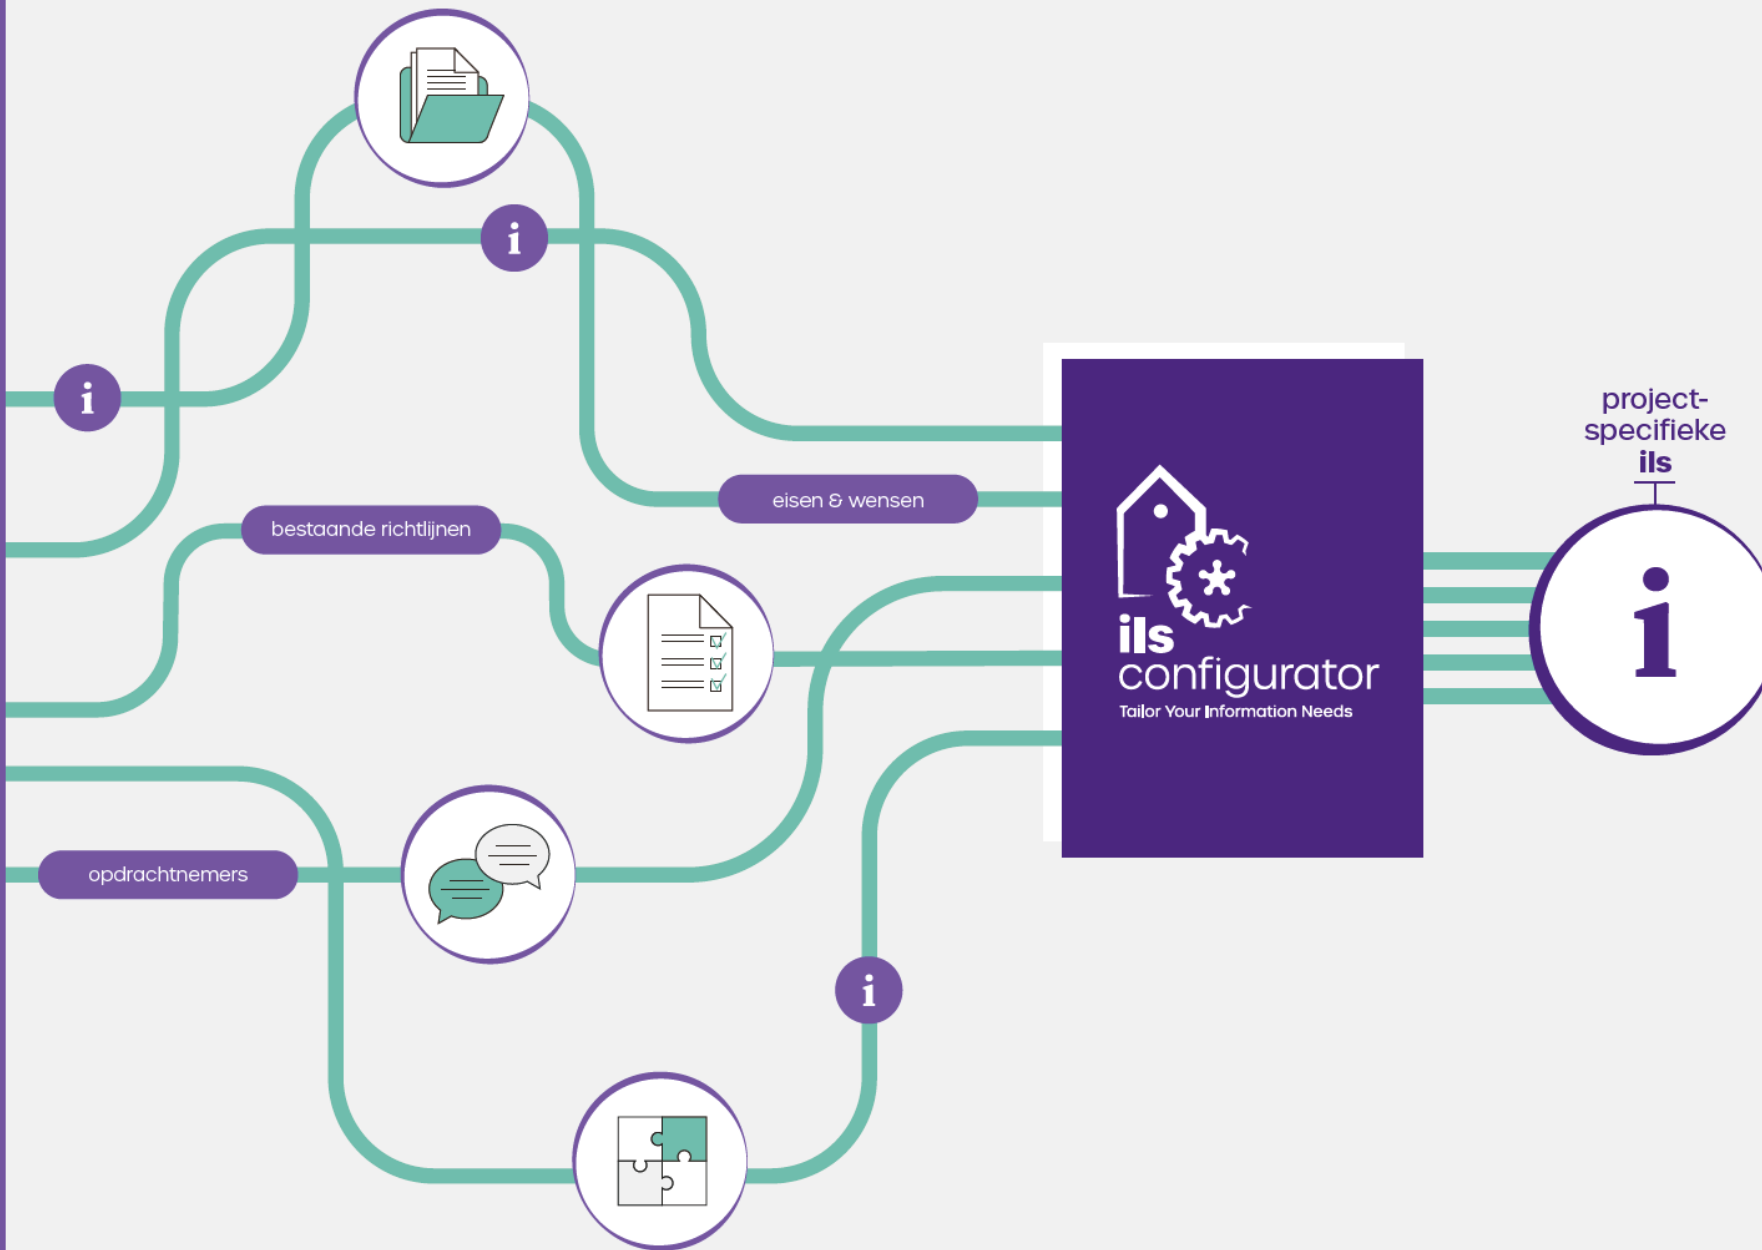 i
i
eisen & wensen
bestaande richtlijnen
opdrachtnemers
i
ils
configurator
Tailor Your Information Needs
project-
specifieke
ils
i